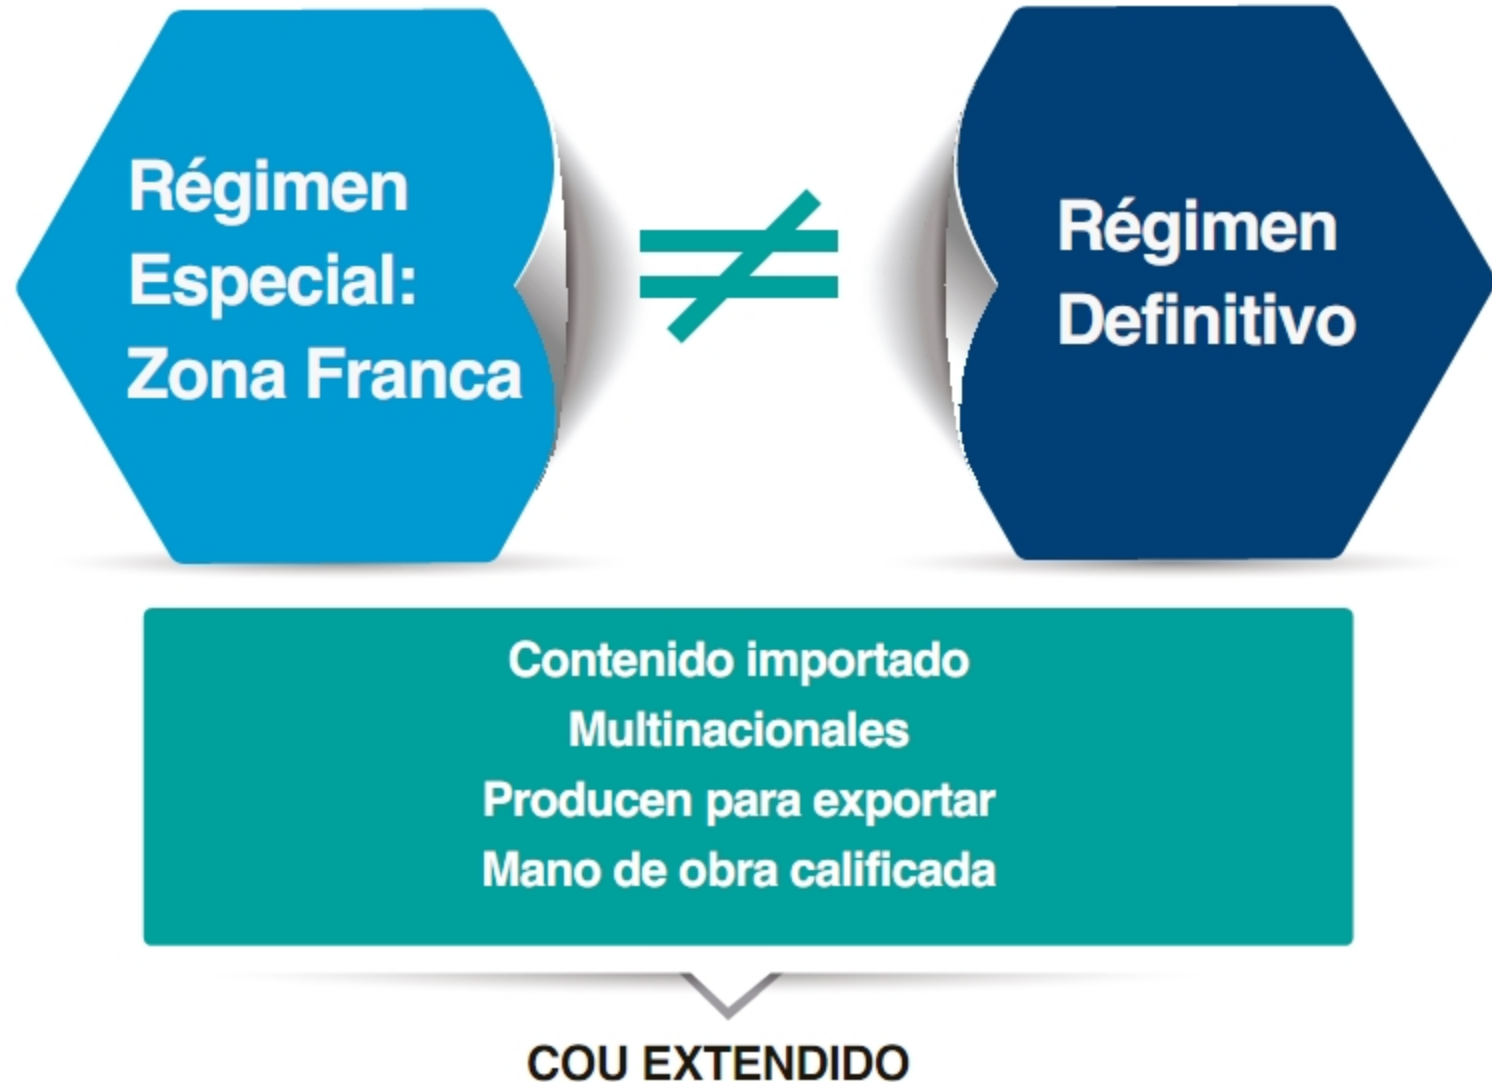 Régimen
Especial:
Zona Franca
≠
Régimen
Definitivo
Contenido importado
Multinacionales
Producen para exportar
Mano de obra calificada
COU EXTENDIDO